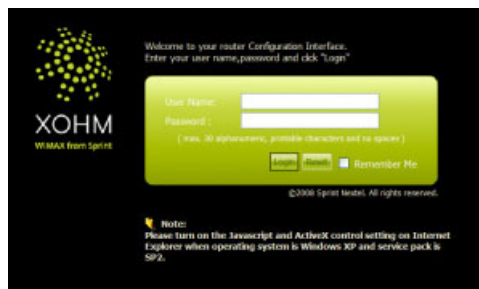 Welcome to your router Configuration Interface.
Enter your user name,password and click "Login"
User Name:
Password :
( max. 30 alphanumeric, printable characters and no spaces )
Login Reset Remember Me
XOHM
WiMAX from Sprint
©2008 Sprint Nextel. All rights reserved.
Note:
Please turn on the Javascript and ActiveX control setting on Internet
Explorer when operating system is Windows XP and service pack is
SP2.